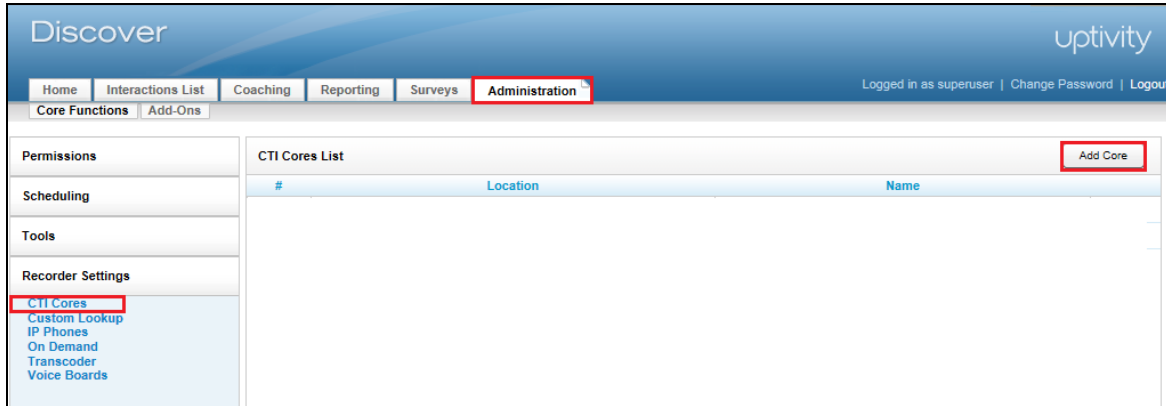 Discover
uptivity
Home Interactions List Coaching Reporting Surveys Administration
Logged in as superuser | Change Password | Logou
Core Functions Add-Ons
Permissions
Scheduling
Tools
Recorder Settings
CTI Cores
Custom Lookup
IP Phones
On Demand
Transcoder
Voice Boards
CTI Cores List
Add Core
# Location Name